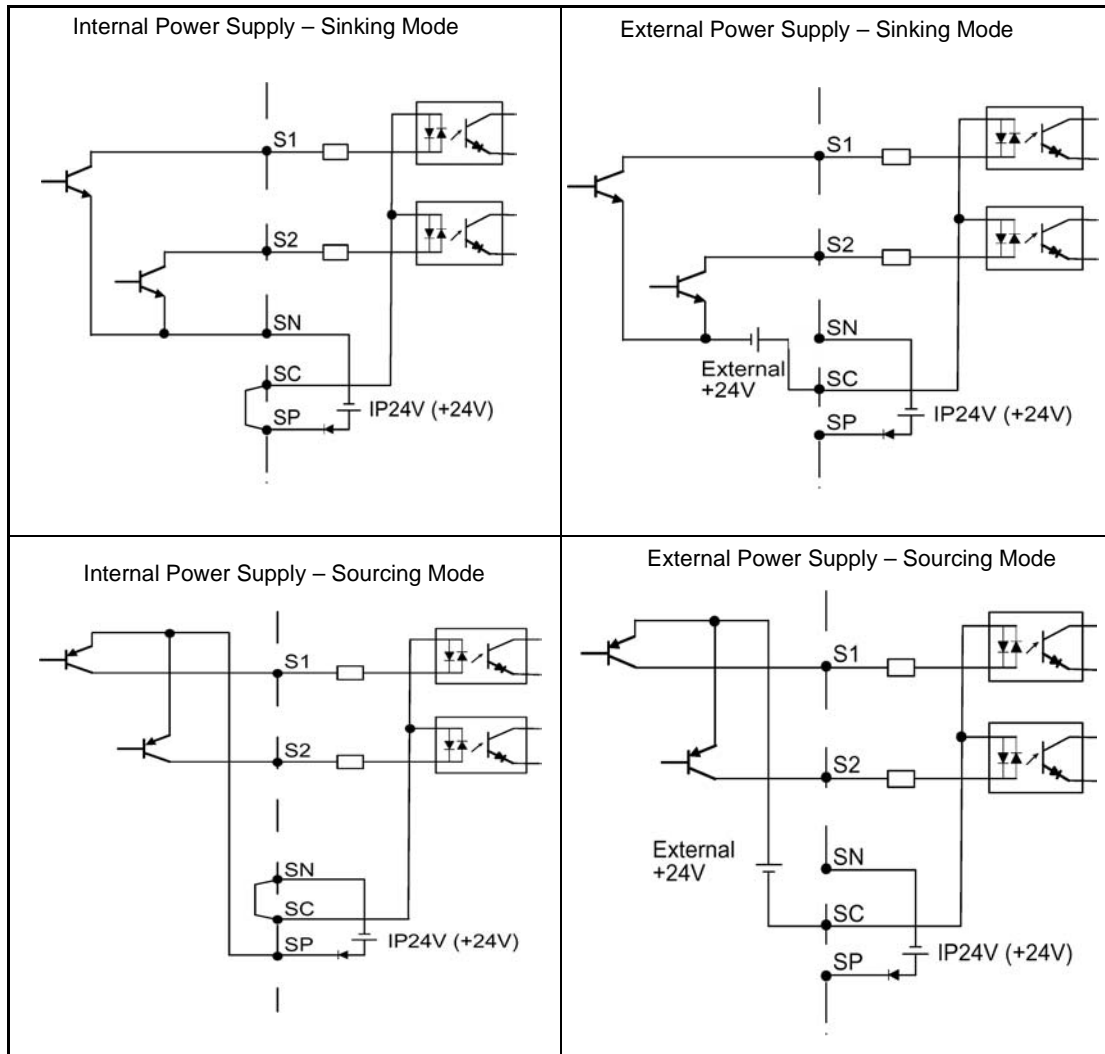 Internal Power Supply – Sinking Mode
S1
S2
SN
SC
SP
IP24V (+24V)
External Power Supply – Sinking Mode
S1
S2
SN
External
+24V
SC
SP
IP24V (+24V)
Internal Power Supply – Sourcing Mode
S1
S2
SN
SC
SP
IP24V (+24V)
External Power Supply – Sourcing Mode
S1
S2
External
+24V
SN
SC
SP
IP24V (+24V)